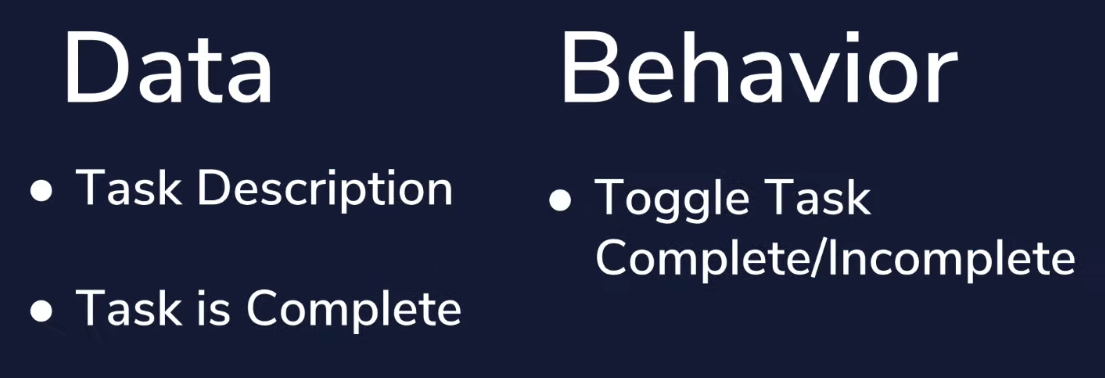 Data
• Task Description
• Task is Complete
Behavior
• Toggle Task
Complete/Incomplete